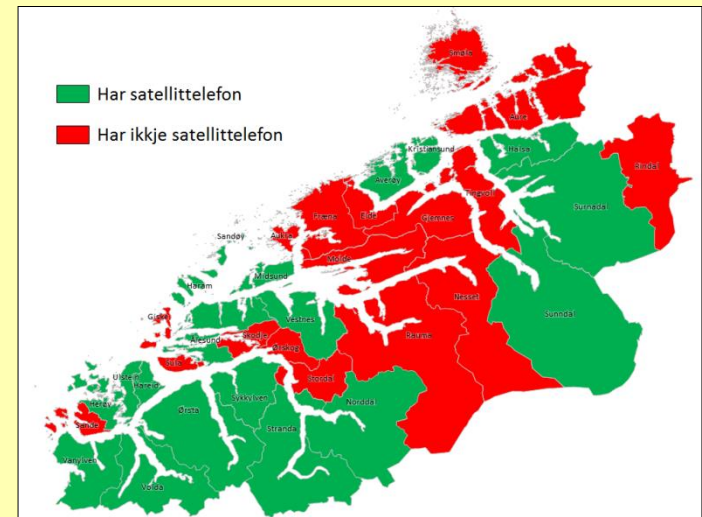 Har satellittelefon
Har ikkje satellittelefon
Smøla
Aure
Kristiansund
Halsa
Rindal
Averøy
Surnadal
Tingvoll
Fræna
Eide
Gjemnes
Aukra
Sandøy
Molde
Midsund
Nesset
Haram
Sunndal
Giske
Vestnes
Rauma
Ålesund
Skodje
Ørskog
Sula
Stordal
Ulstein
Hareid
Norddal
Herøy
Sykkylven
Ørsta
Sande
Stranda
Vanylven
Volda